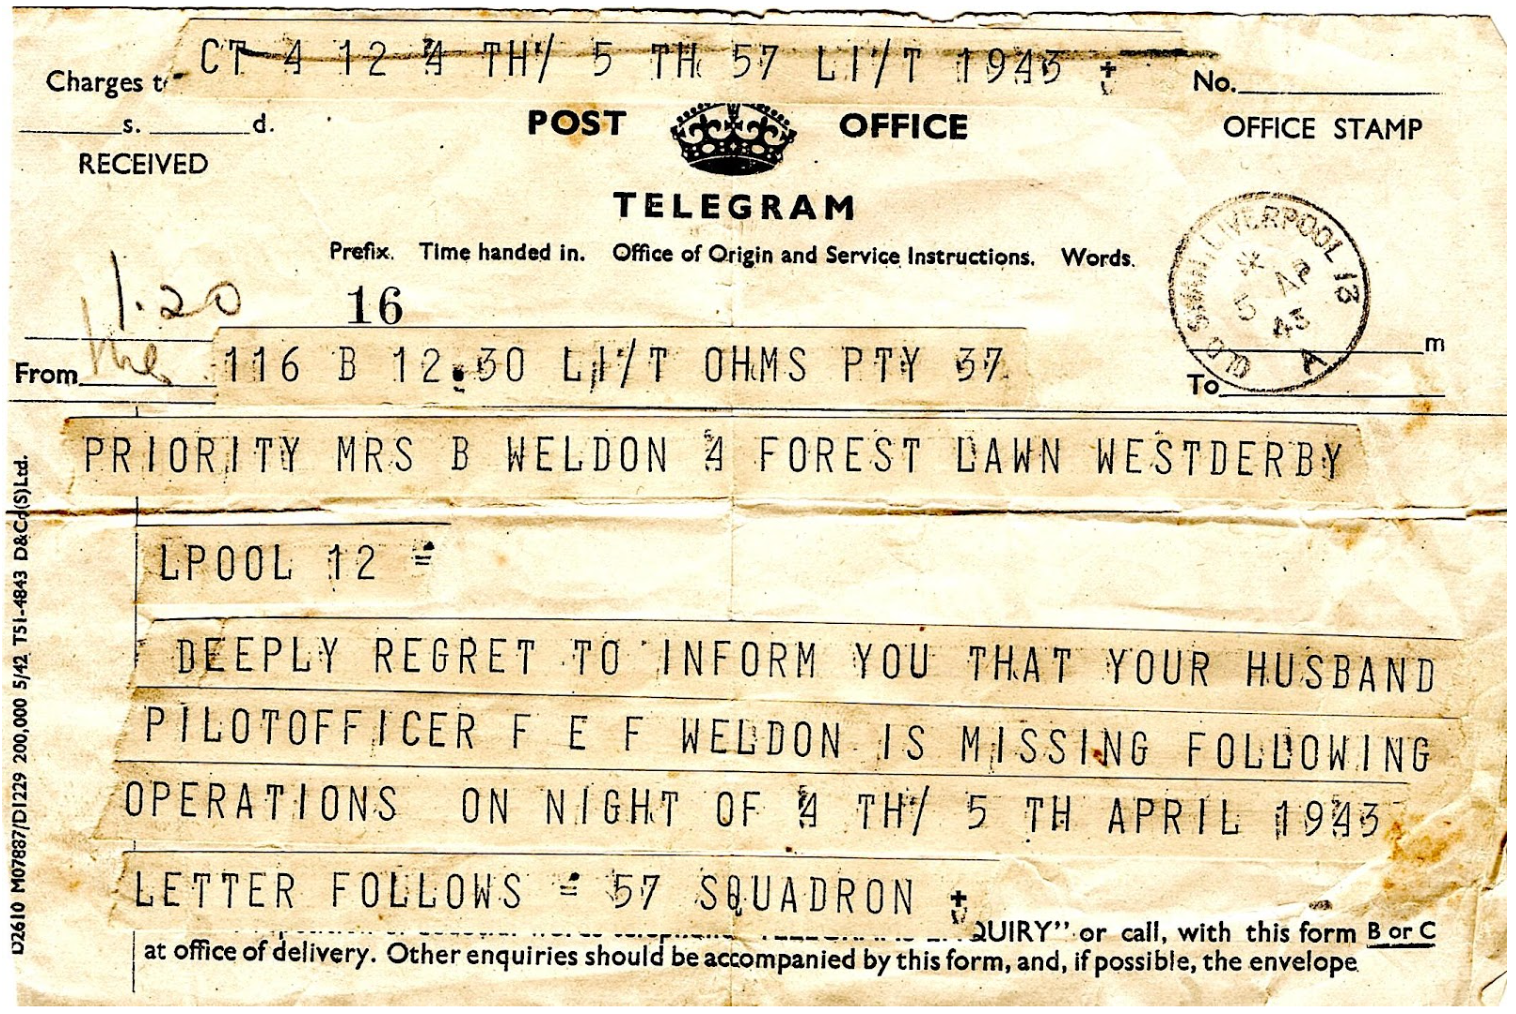 CT 4 12 4 TH/ 5 TH 57 LI/T 1943 +
Charges to
No.
s. d.
POST OFFICE
OFFICE STAMP
RECEIVED
TELEGRAM
Prefix. Time handed in. Office of Origin and Service Instructions. Words.
LIVERPOOL 13
5 AP
43
A
11.20
16
m
From
116 B 12.30 LI/T OHMS PTY 37
To
PRIORITY MRS B WELDON 4 FOREST LAWN WESTDERBY
LPOOL 12 =
DEEPLY REGRET TO INFORM YOU THAT YOUR HUSBAND
PILOTOFFICER F E F WELDON IS MISSING FOLLOWING
OPERATIONS ON NIGHT OF 4 TH/ 5 TH APRIL 1943
LETTER FOLLOWS = 57 SQUADRON +
QUIRY" or call, with this form B or C
at office of delivery. Other enquiries should be accompanied by this form, and, if possible, the envelope
D2610 M07887/D1229 200,000 5/42 TS1-4843 D&Co(S)Ltd.